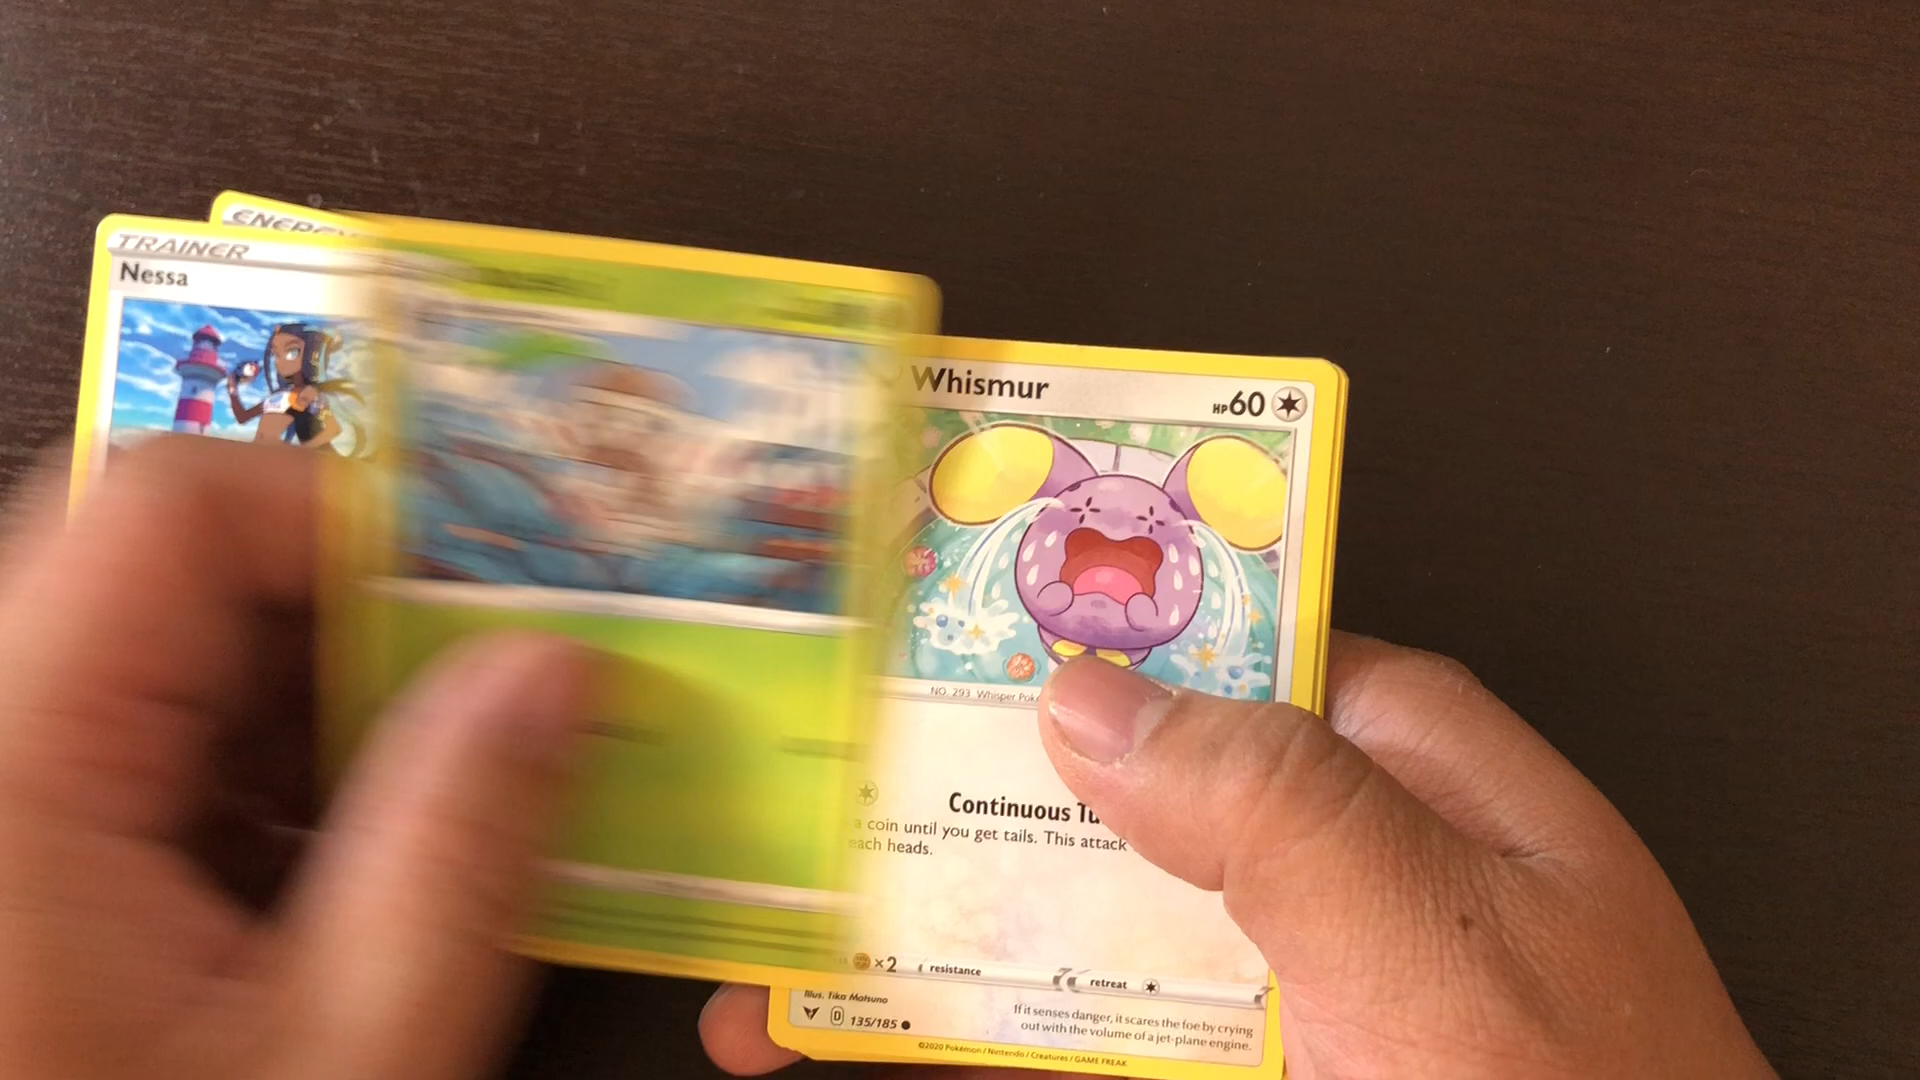 ENERGY
TRAINER
Nessa
Whismur
HP60
NO. 293 Whisper Pok
Continuous Tu
a coin until you get tails. This attack
each heads.
×2
resistance
retreat
Illus. Tika Matsuno
D 135/185
If it senses danger, it scares the foe by crying
out with the volume of a jet-plane engine.
©2020 Pokémon / Nintendo / Creatures / GAME FREAK